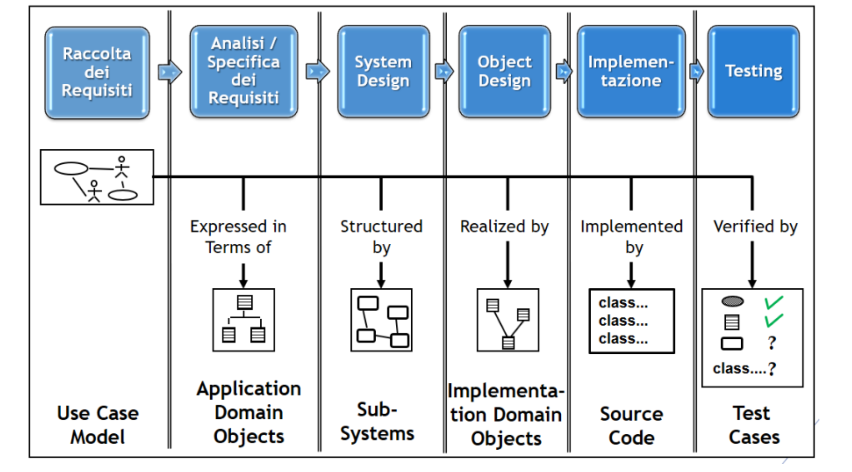 Raccolta
dei
Requisiti
Analisi /
Specifica
dei
Requisiti
System
Design
Object
Design
Implemen-
tazione
Testing
Expressed in
Terms of
Structured
by
Realized by
Implemented
by
Verified by
class...
class...
class...
?
class....?
Use Case
Model
Application
Domain
Objects
Sub-
Systems
Implementa-
tion Domain
Objects
Source
Code
Test
Cases